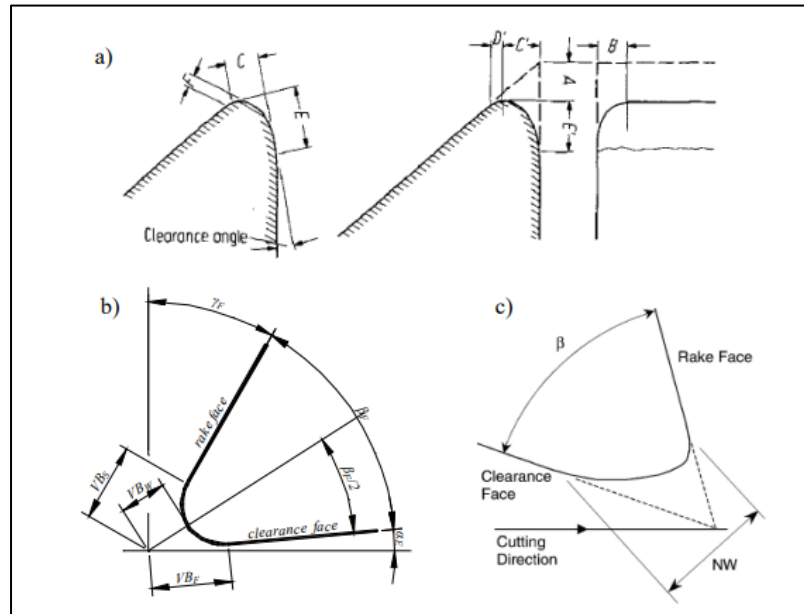 a)
C
E
Clearance angle
D'
C'
A
E'
B
b)
γF
βF
rake face
βF/2
VBS
VBW
clearance face
αF
VBF
c)
β
Rake Face
Clearance
Face
Cutting
Direction
NW